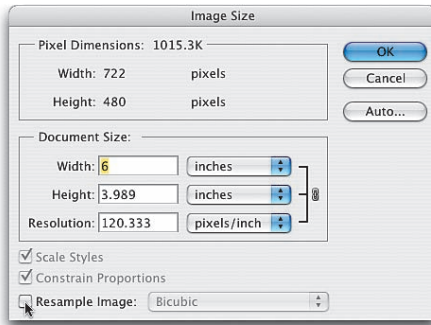 Image Size
Pixel Dimensions: 1015.3K
OK
Width: 722 pixels
Cancel
Height: 480 pixels
Auto...
Document Size:
Width: 6 inches
Height: 3.989 inches
Resolution: 120.333 pixels/inch
Scale Styles
Constrain Proportions
Resample Image: Bicubic